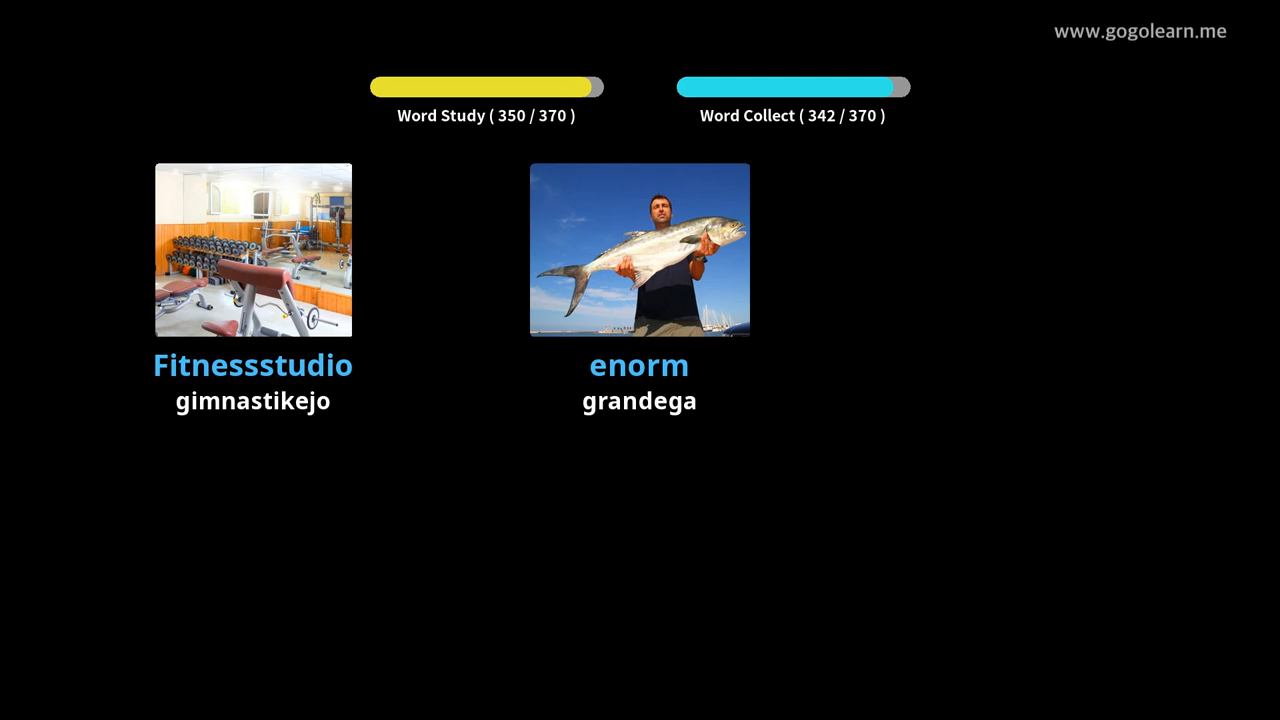 www.gogolearn.me
Word Study ( 350 / 370 )
Word Collect ( 342 / 370 )
Fitnessstudio
gimnastikejo
enorm
grandega